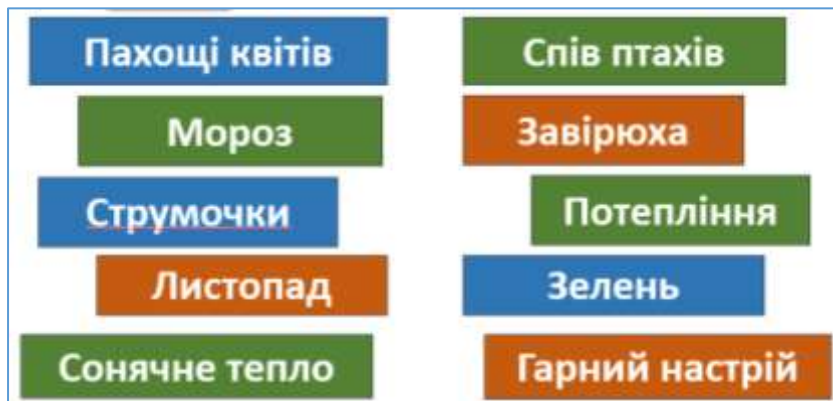 Пахощі квітів
Спів птахів
Мороз
Завірюха
Струмочки
Потепління
Листопад
Зелень
Сонячне тепло
Гарний настрій